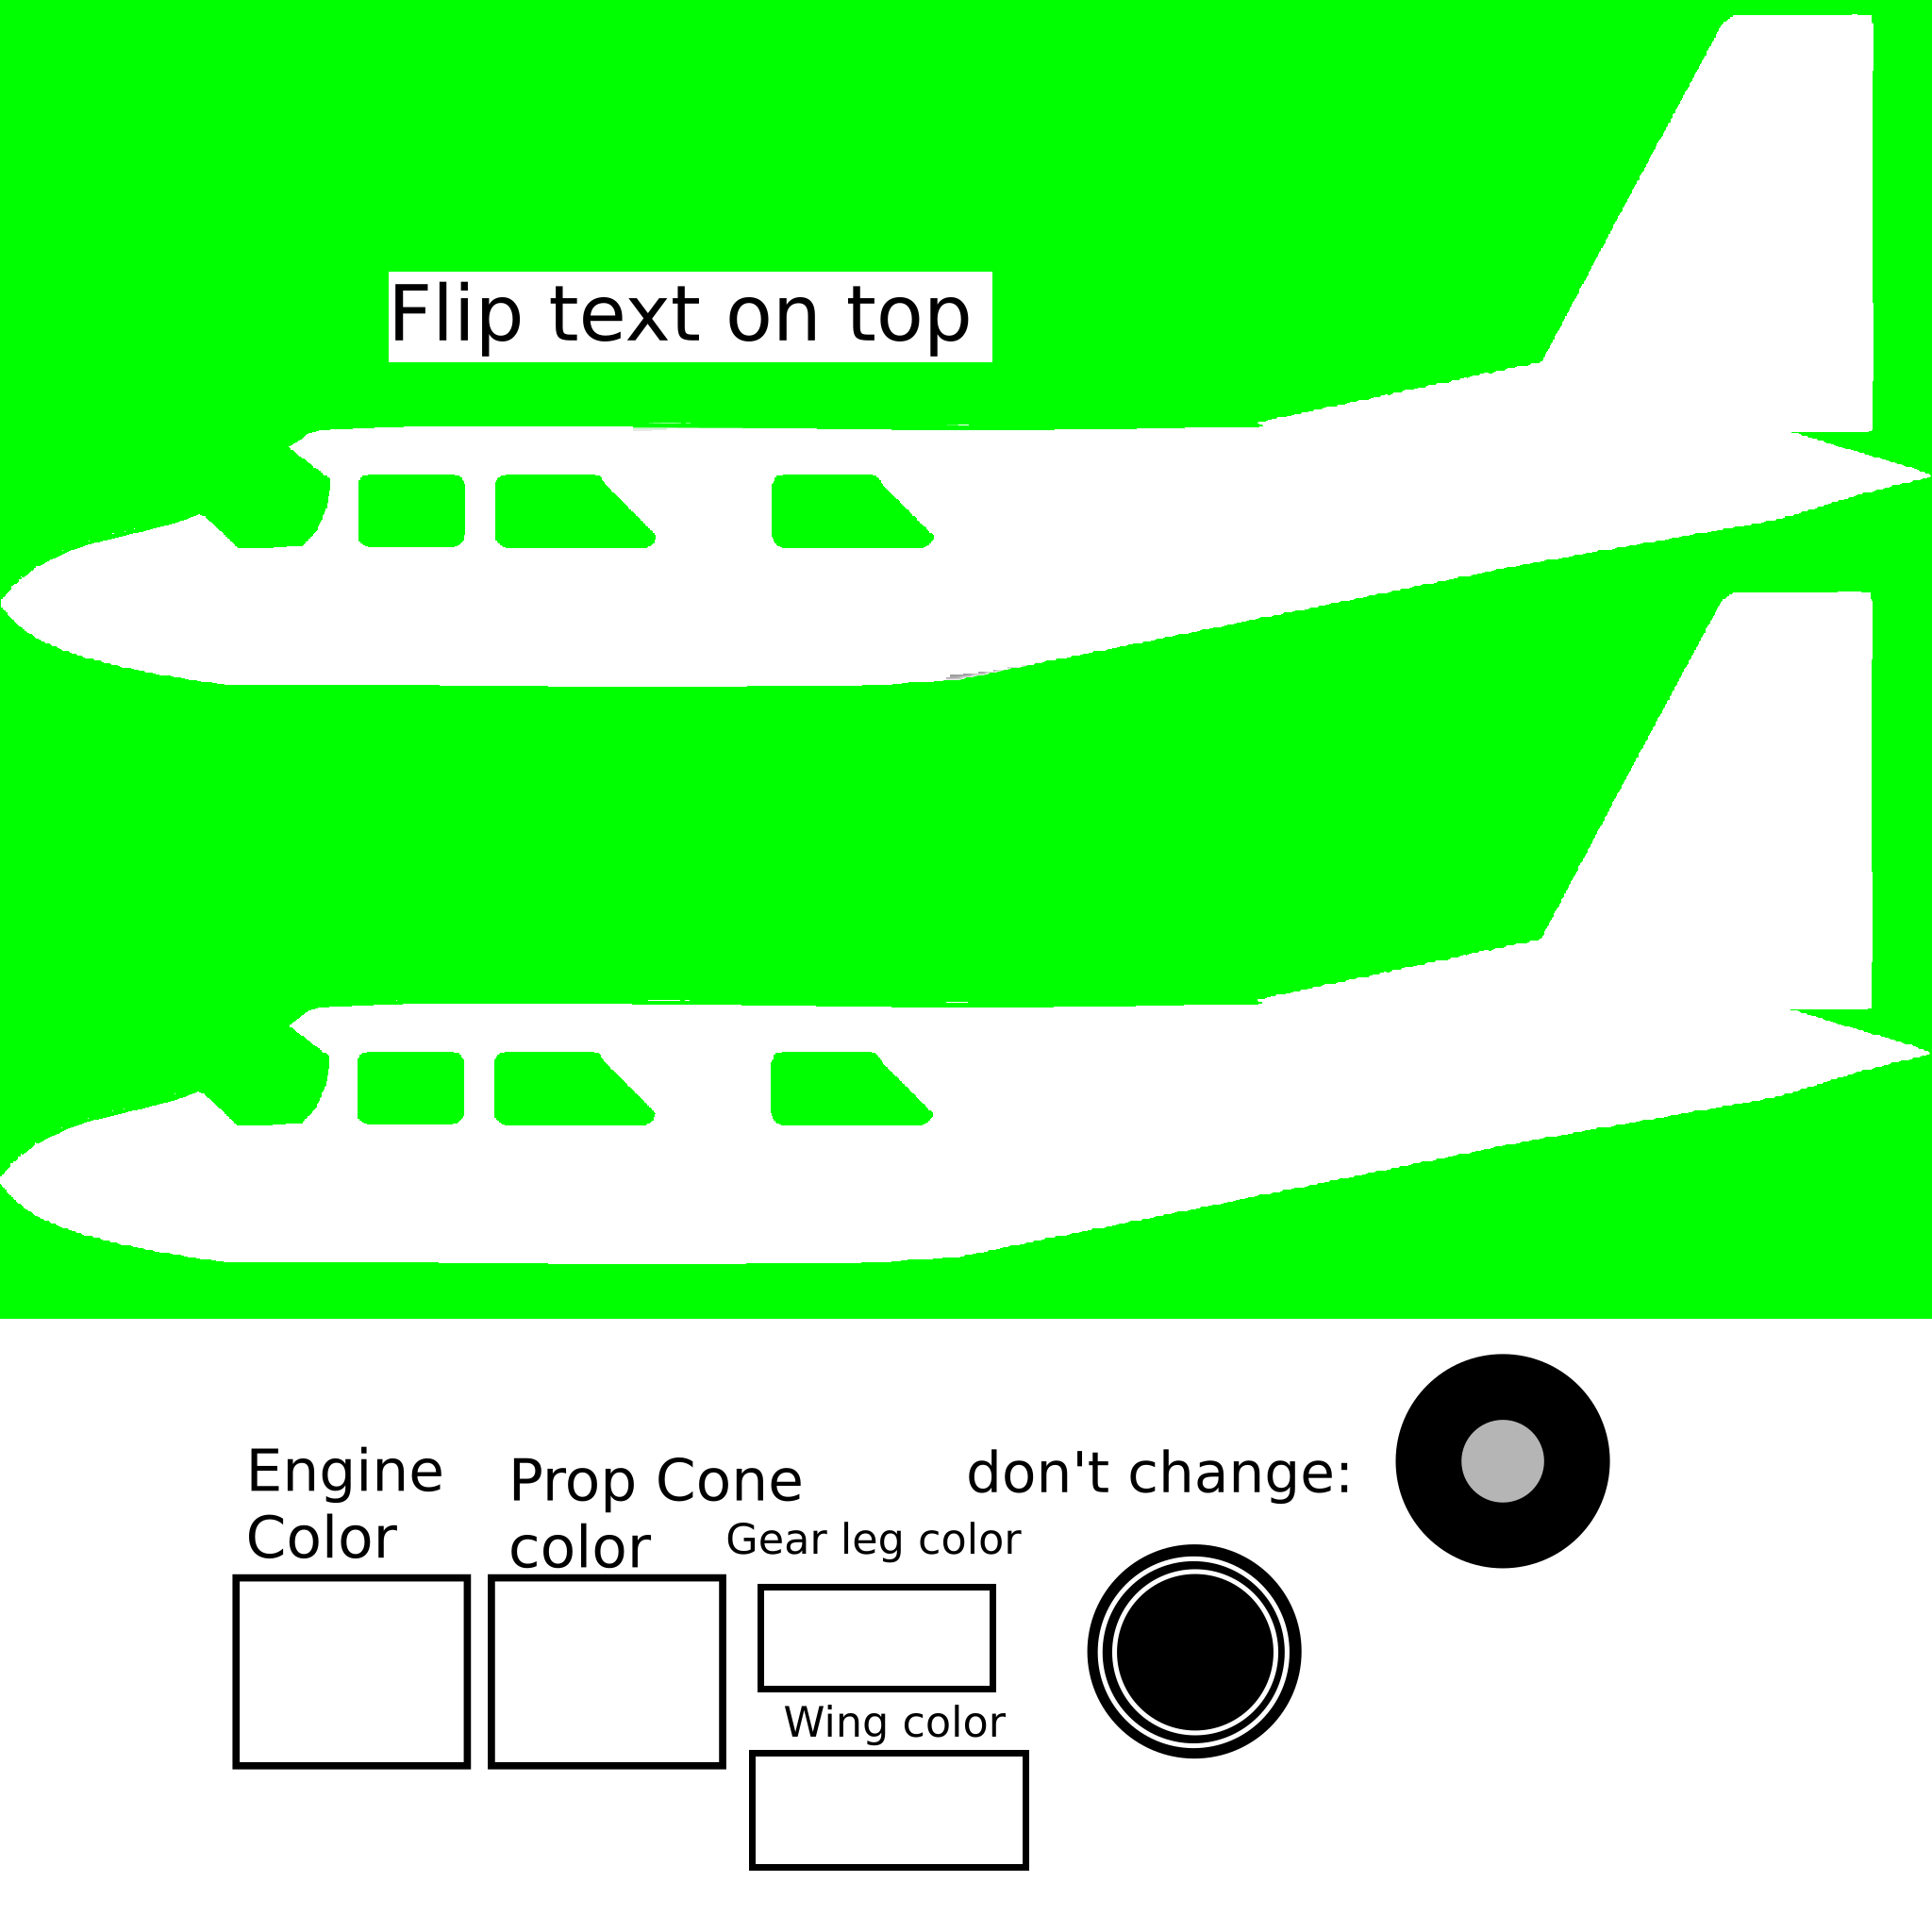 Flip text on top
Engine
Color
Prop Cone
color
don't change:
Gear leg color
Wing color